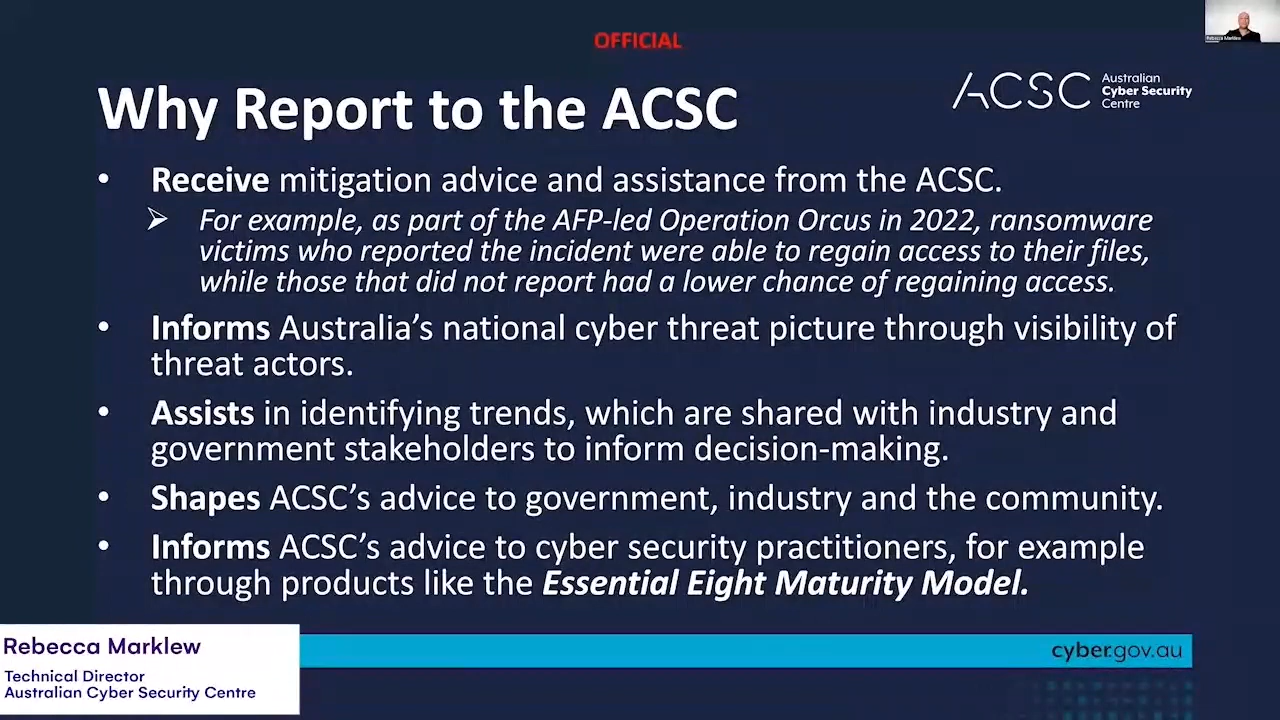 OFFICIAL
Rebecca Marklew
Why Report to the ACSC
ACSC
Australian
Cyber Security
Centre
• Receive mitigation advice and assistance from the ACSC.
➢ For example, as part of the AFP-led Operation Orcus in 2022, ransomware
victims who reported the incident were able to regain access to their files,
while those that did not report had a lower chance of regaining access.
• Informs Australia’s national cyber threat picture through visibility of
threat actors.
• Assists in identifying trends, which are shared with industry and
government stakeholders to inform decision-making.
• Shapes ACSC’s advice to government, industry and the community.
• Informs ACSC’s advice to cyber security practitioners, for example
through products like the Essential Eight Maturity Model.
Rebecca Marklew
Technical Director
Australian Cyber Security Centre
cyber.gov.au